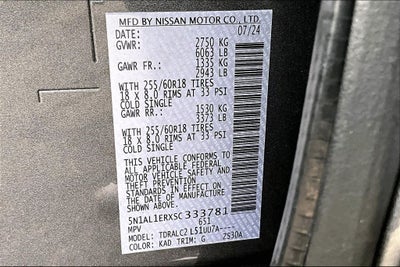 MFD BY NISSAN MOTOR CO., LTD.
DATE: 07/24
GVWR: 2750 KG
6063 LB
GAWR FR.: 1335 KG
2943 LB
WITH 255/60R18 TIRES
18 X 8.0 RIMS AT 33 PSI
COLD SINGLE
GAWR RR.: 1530 KG
3373 LB
WITH 255/60R18 TIRES
18 X 8.0 RIMS AT 33 PSI
COLD SINGLE
THIS VEHICLE CONFORMS TO
ALL APPLICABLE FEDERAL
MOTOR VEHICLE SAFETY AND
THEFT PREVENTION
STANDARDS IN EFFECT ON
THE DATE OF MANUFACTURE
SHOWN ABOVE.
5N1AL1ERXSC 333781
MPV 6S1
MODEL: TDRALC2 L51UU7A---
COLOR: KAD TRIM: G